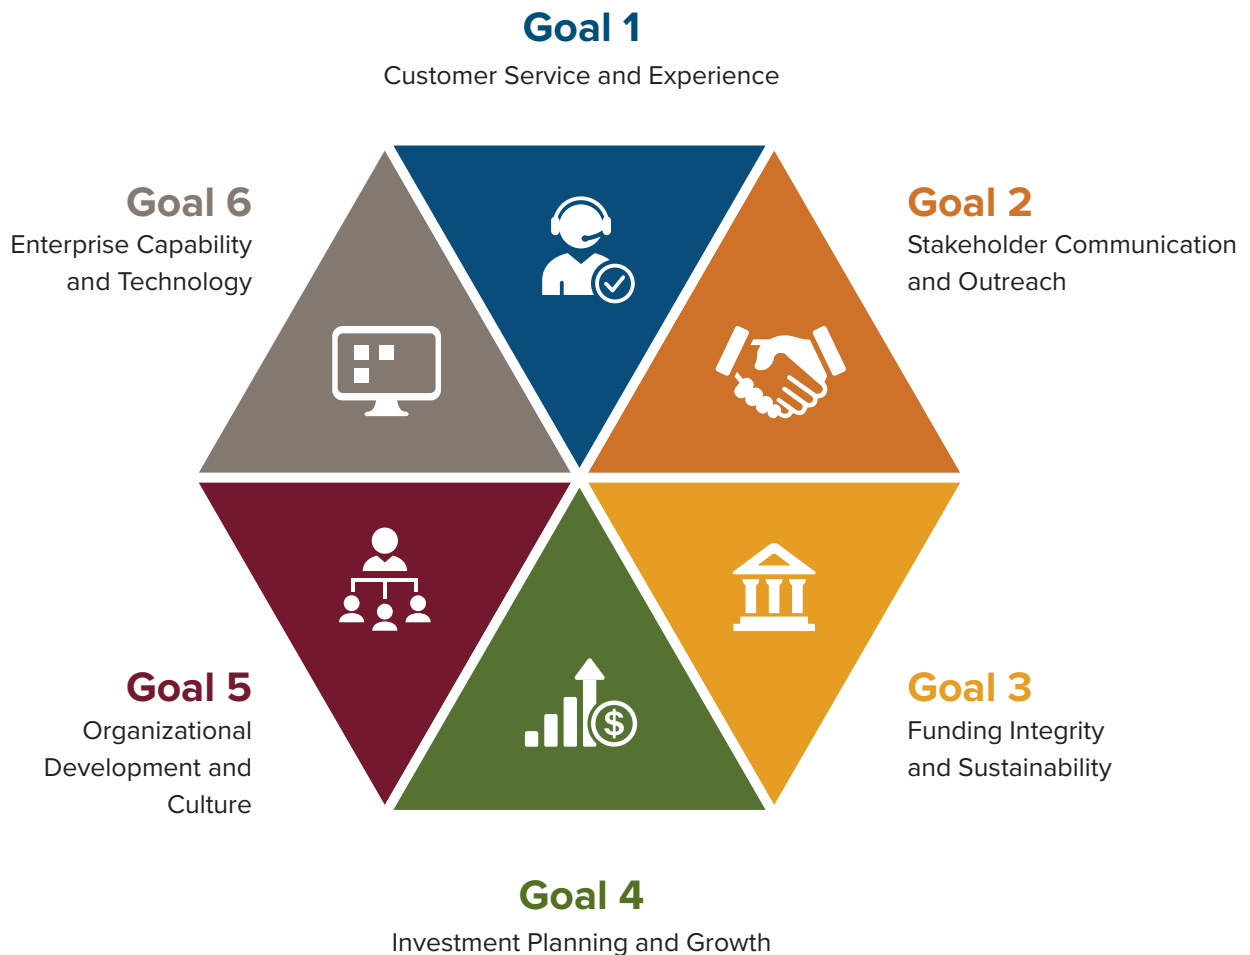 Goal 1
Customer Service and Experience
Goal 2
Stakeholder Communication
and Outreach
Goal 3
Funding Integrity
and Sustainability
Goal 4
Investment Planning and Growth
Goal 5
Organizational
Development and
Culture
Goal 6
Enterprise Capability
and Technology
$